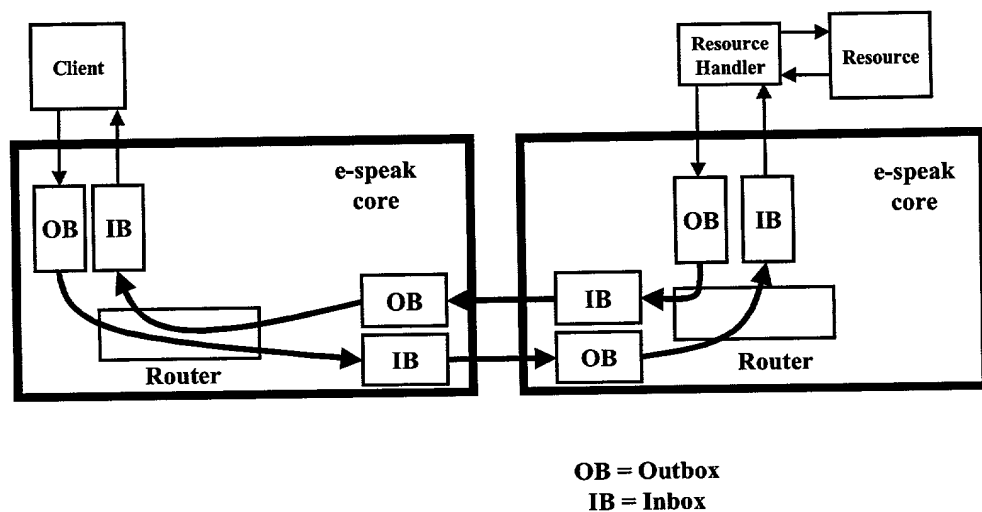 Client
Resource
Handler
Resource
e-speak
core
OB
IB
OB
IB
Router
e-speak
core
OB
IB
IB
OB
Router
OB = Outbox
IB = Inbox